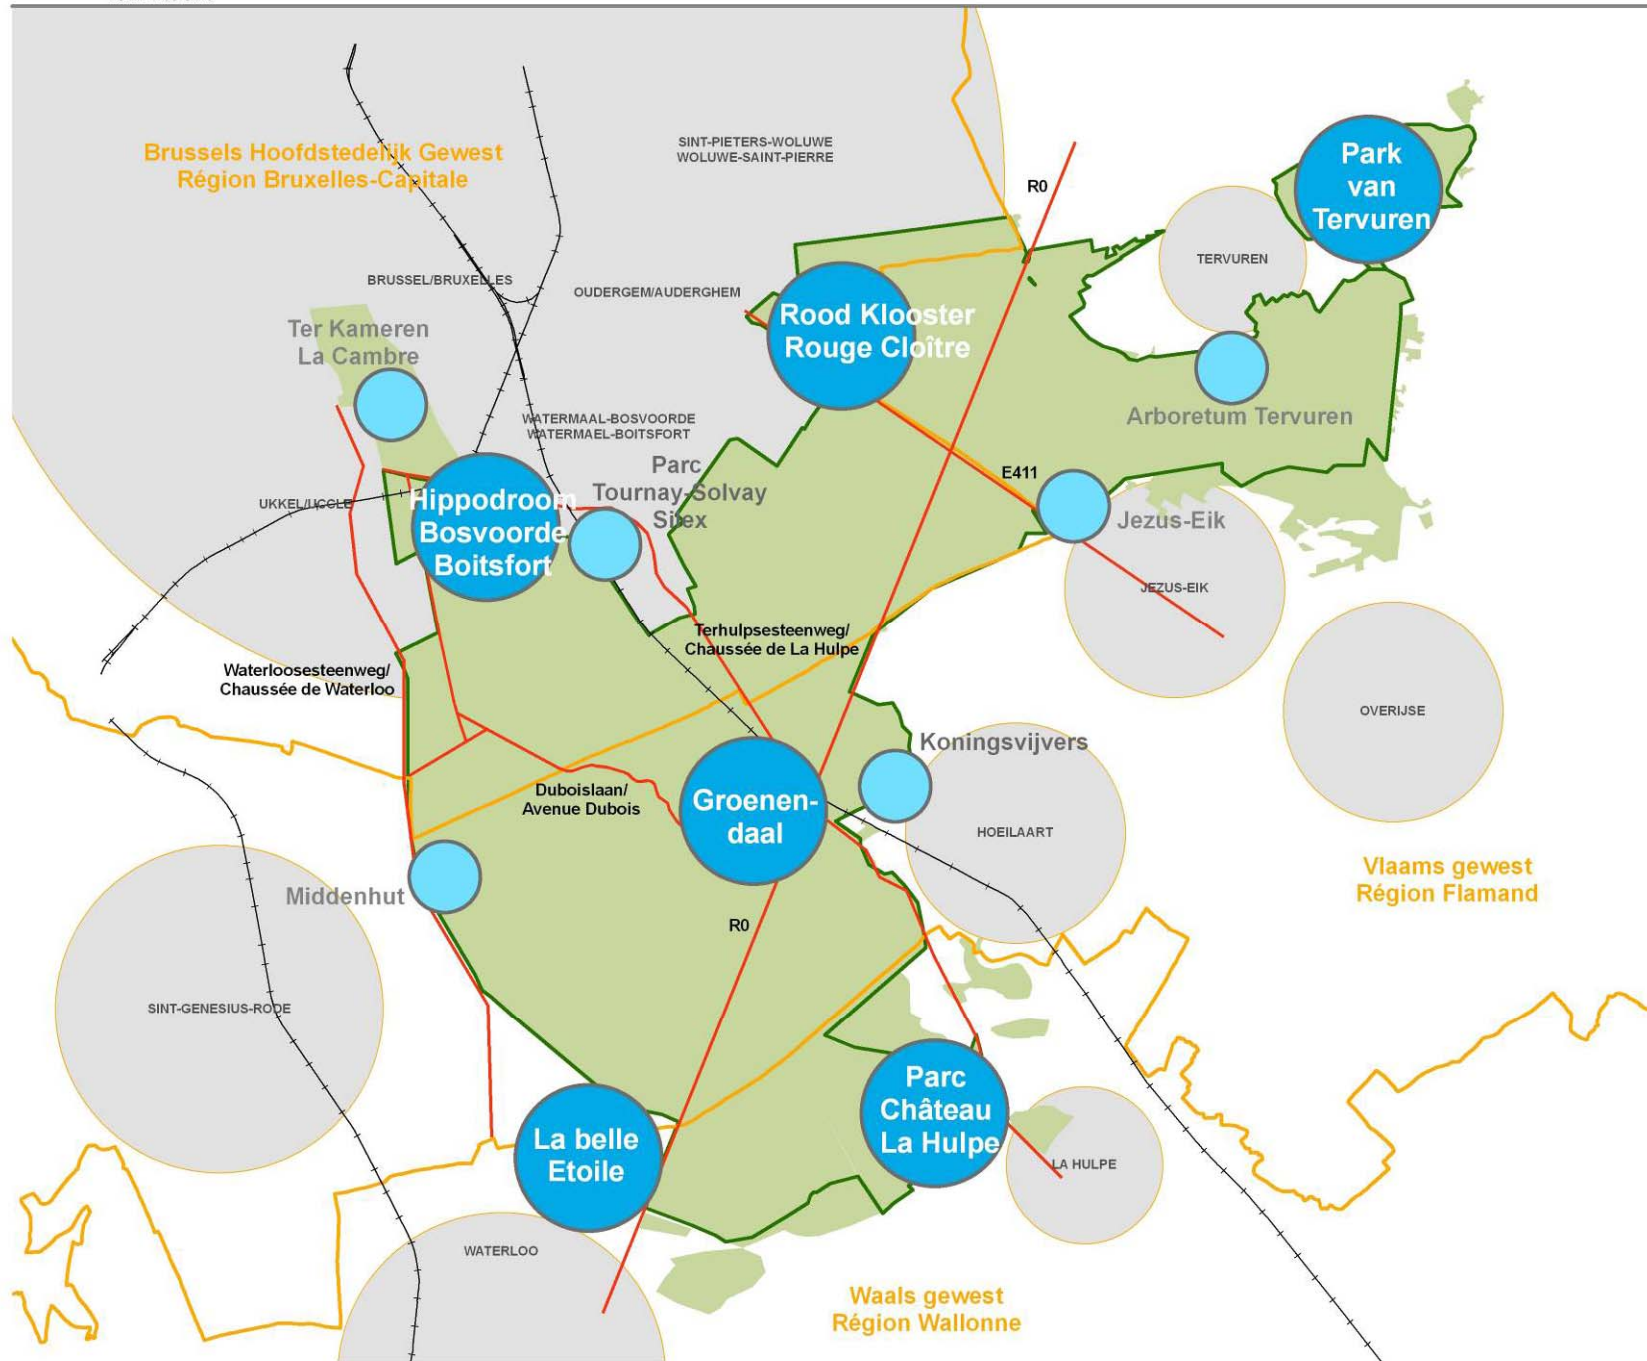 Brussels Hoofdstedelijk Gewest
Région Bruxelles-Capitale
SINT-PIETERS-WOLUWE
WOLUWE-SAINT-PIERRE
R0
Park
van
Tervuren
TERVUREN
BRUSSEL/BRUXELLES
OUDERGEM/AUDERGHEM
Rood Klooster
Rouge Cloître
Ter Kameren
La Cambre
Arboretum Tervuren
WATERMAAL-BOSVOORDE
WATERMAEL-BOITSFORT
Parc
Tournay-Solvay
Silex
E411
UKKEL/UCCLE
Hippodroom
Bosvoorde
Boitsfort
Jezus-Eik
JEZUS-EIK
Terhulpsesteenweg/
Chaussée de La Hulpe
Waterloosesteenweg/
Chaussée de Waterloo
OVERIJSE
Koningsvijvers
Duboislaan/
Avenue Dubois
Groenen-
daal
HOEILAART
Vlaams gewest
Région Flamand
Middenhut
R0
SINT-GENESIUS-RODE
Parc
Château
La Hulpe
La belle
Etoile
LA HULPE
WATERLOO
Waals gewest
Région Wallonne